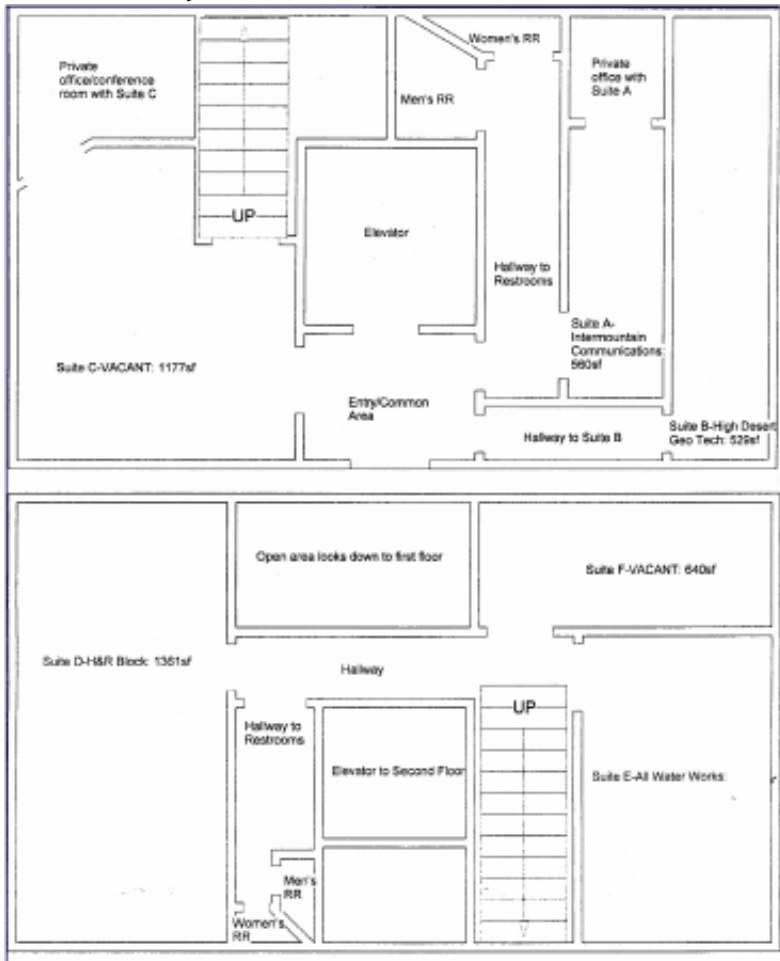 Women's RR
Private
office/conference
room with Suite C
Private
office with
Suite A
Men's RR
UP
Elevator
Hallway to
Restrooms
Suite A-
Intermountain
Communications:
560sf
Suite C-VACANT: 1177sf
Entry/Common
Area
Hallway to Suite B
Suite B-High Desert
Geo Tech: 529sf
Open area looks down to first floor
Suite F-VACANT: 640sf
Suite D-H&R Block: 1361sf
Hallway
UP
Hallway to
Restrooms
Elevator to Second Floor
Suite E-All Water Works:
Men's
RR
Women's
RR